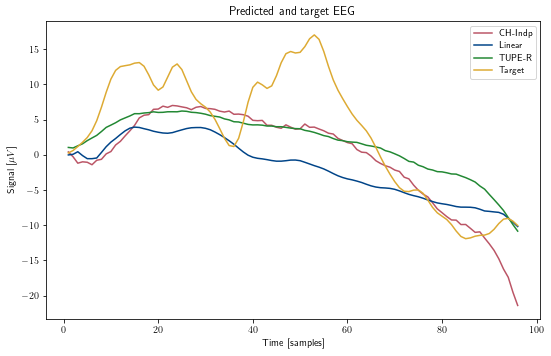 Predicted and target EEG
CH-Indp
Linear
TUPE-R
Target
Signal [μV]
15
10
5
0
−5
−10
−15
−20
0
20
40
60
80
100
Time [samples]